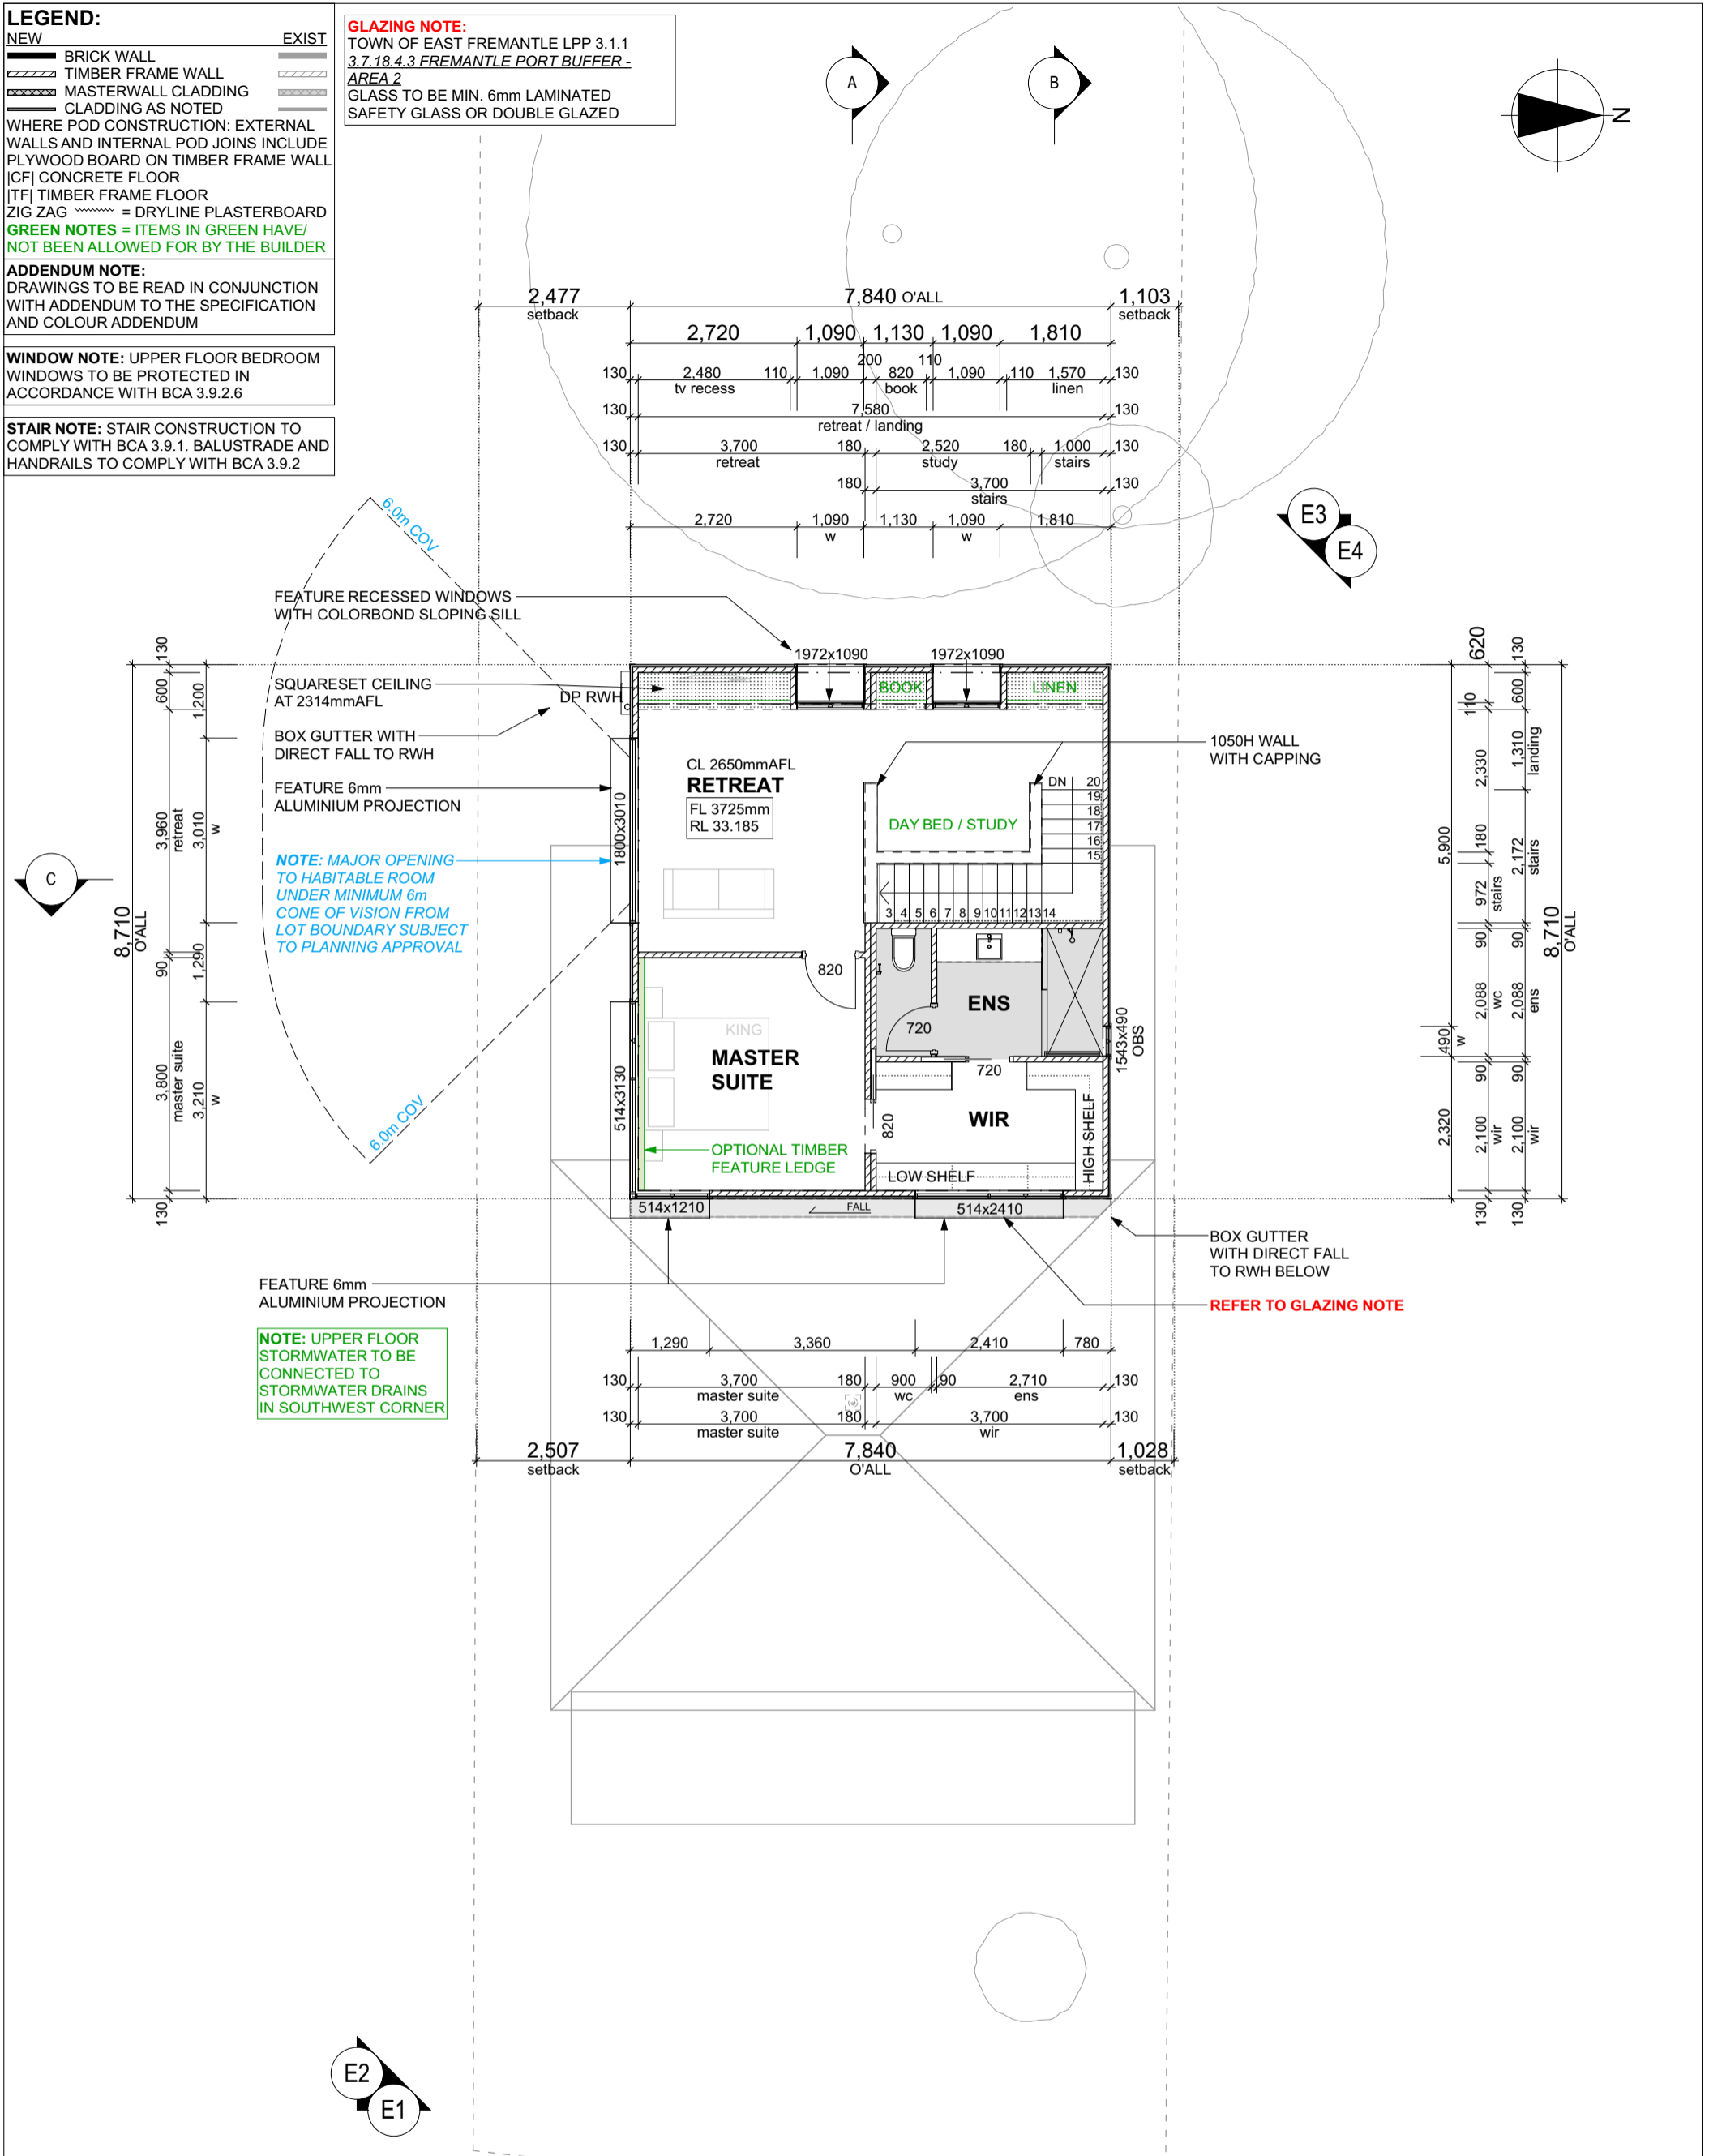 LEGEND:
NEW EXIST
BRICK WALL
TIMBER FRAME WALL
MASTERWALL CLADDING
CLADDING AS NOTED
WHERE POD CONSTRUCTION: EXTERNAL
WALLS AND INTERNAL POD JOINS INCLUDE
PLYWOOD BOARD ON TIMBER FRAME WALL
|CF| CONCRETE FLOOR
|TF| TIMBER FRAME FLOOR
ZIG ZAG = DRYLINE PLASTERBOARD
GREEN NOTES = ITEMS IN GREEN HAVE/
NOT BEEN ALLOWED FOR BY THE BUILDER
ADDENDUM NOTE:
DRAWINGS TO BE READ IN CONJUNCTION
WITH ADDENDUM TO THE SPECIFICATION
AND COLOUR ADDENDUM
WINDOW NOTE: UPPER FLOOR BEDROOM
WINDOWS TO BE PROTECTED IN
ACCORDANCE WITH BCA 3.9.2.6
STAIR NOTE: STAIR CONSTRUCTION TO
COMPLY WITH BCA 3.9.1. BALUSTRADE AND
HANDRAILS TO COMPLY WITH BCA 3.9.2
GLAZING NOTE:
TOWN OF EAST FREMANTLE LPP 3.1.1
3.7.18.4.3 FREMANTLE PORT BUFFER -
AREA 2
GLASS TO BE MIN. 6mm LAMINATED
SAFETY GLASS OR DOUBLE GLAZED
A
B
N
2,477 7,840 O'ALL 1,103
setback setback
2,720 1,090 1,130 1,090 1,810
200 110
130 2,480 110 1,090 820 1,090 110 1,570 130
tv recess book linen
130 7,580 130
retreat / landing
130 3,700 180 2,520 180 1,000 130
retreat study stairs
180 3,700 130
stairs
2,720 1,090 1,130 1,090 1,810
w w
E3
E4
6.0m COV
FEATURE RECESSED WINDOWS
WITH COLORBOND SLOPING SILL
SQUARESET CEILING
AT 2314mmAFL
DP RWH
BOX GUTTER WITH
DIRECT FALL TO RWH
FEATURE 6mm
ALUMINIUM PROJECTION
NOTE: MAJOR OPENING
TO HABITABLE ROOM
UNDER MINIMUM 6m
CONE OF VISION FROM
LOT BOUNDARY SUBJECT
TO PLANNING APPROVAL
6.0m COV
C
8,710
O'ALL
130
600
3,960
retreat
90
3,800
master suite
130
1,200
3,010
w
1,290
3,210
w
1972x1090 1972x1090
BOOK LINEN
CL 2650mmAFL
RETREAT
FL 3725mm
RL 33.185
1800x3010
DAY BED / STUDY
DN 20
19
18
17
16
15
3 4 5 6 7 8 9 10 11 12 13 14
1050H WALL
WITH CAPPING
820
ENS
720
720
1543x490
OBS
KING
MASTER
SUITE
514x3130
820
WIR
HIGH SHELF
LOW SHELF
OPTIONAL TIMBER
FEATURE LEDGE
514x1210 FALL 514x2410
5,900
490
w
2,320
620
110
2,330
180
972
stairs
90
2,088
wc
90
2,100
wir
130
130
600
1,310
landing
2,172
stairs
90
2,088
ens
90
2,100
wir
130
8,710
O'ALL
BOX GUTTER
WITH DIRECT FALL
TO RWH BELOW
REFER TO GLAZING NOTE
FEATURE 6mm
ALUMINIUM PROJECTION
NOTE: UPPER FLOOR
STORMWATER TO BE
CONNECTED TO
STORMWATER DRAINS
IN SOUTHWEST CORNER
1,290 3,360 2,410 780
130 3,700 180 900 90 2,710 130
master suite wc ens
130 3,700 180 3,700 130
master suite wir
2,507 7,840 1,028
setback O'ALL setback
E2
E1